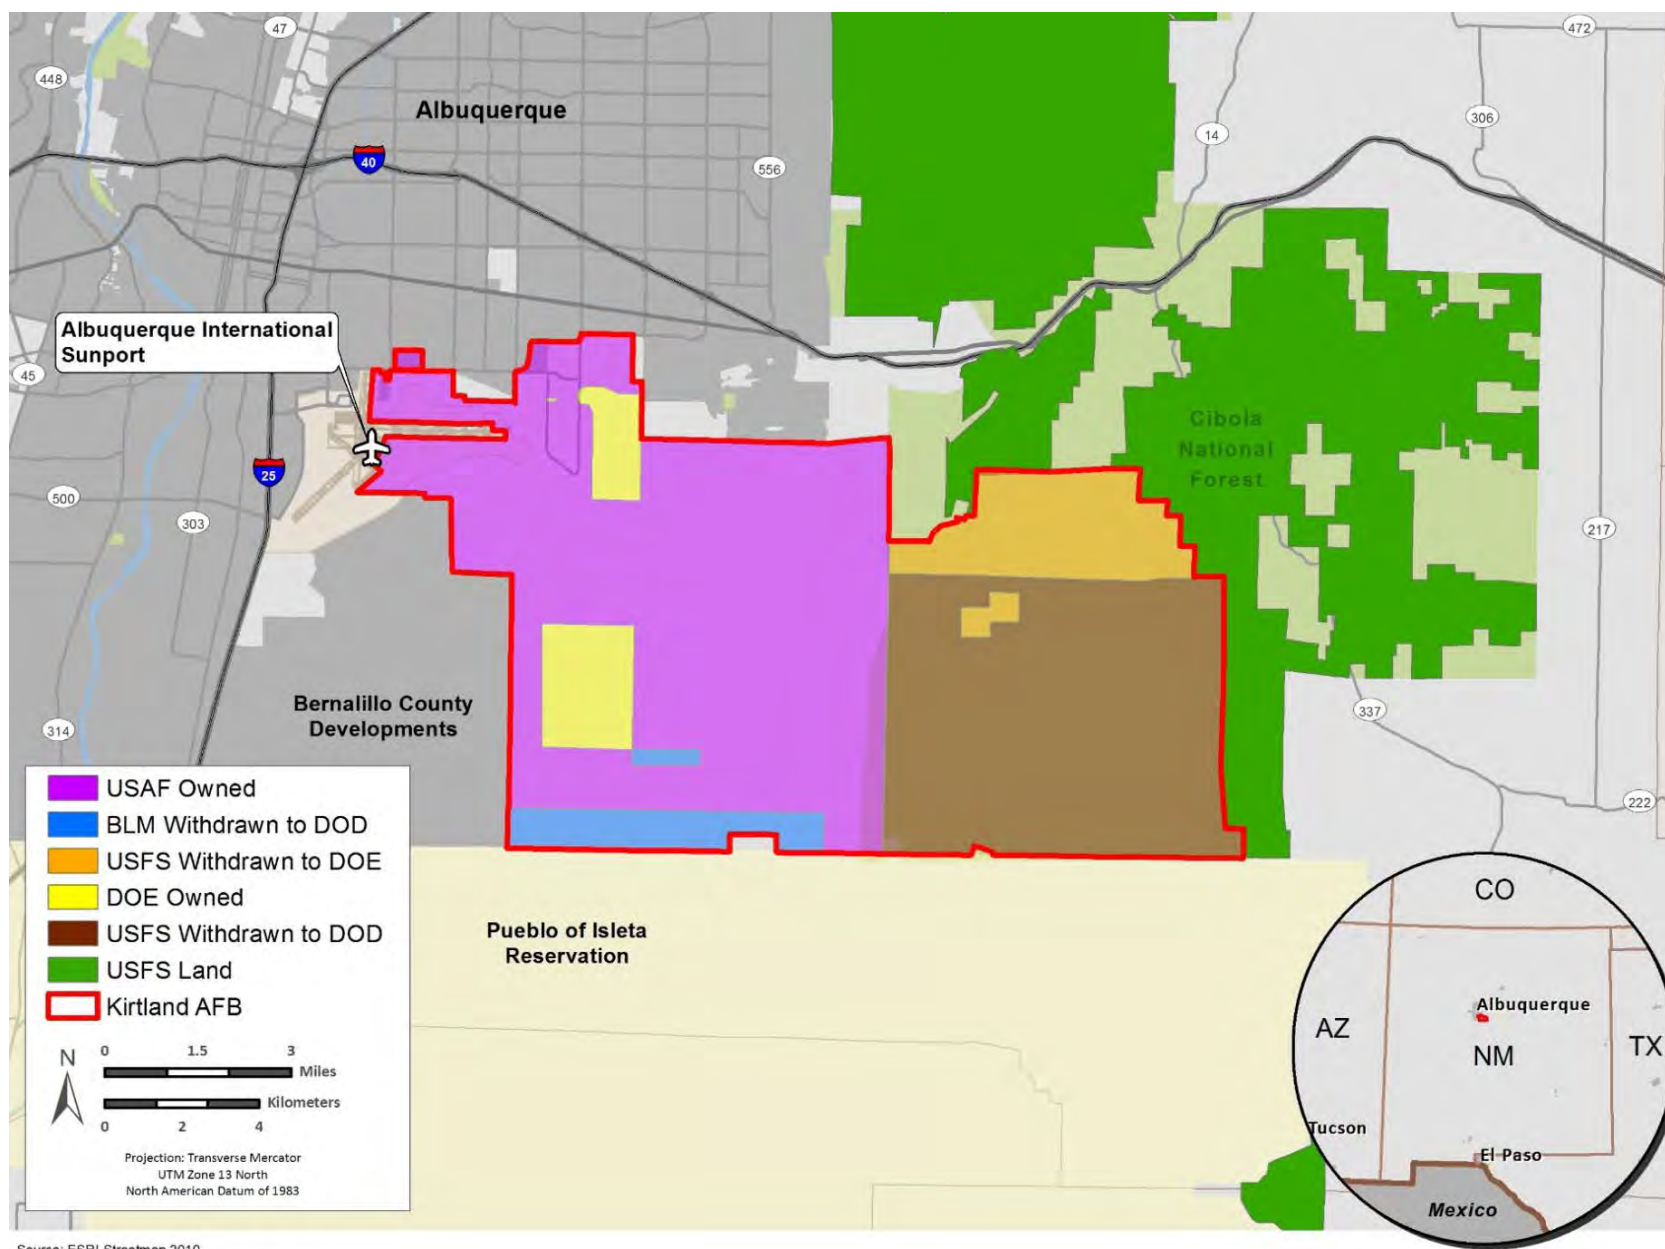 47
472
448
Albuquerque
306
14
40
556
Albuquerque International
Sunport
45
Cibola
National
Forest
25
500
303
217
Bernalillo County
Developments
337
314
222
USAF Owned
BLM Withdrawn to DOD
USFS Withdrawn to DOE
DOE Owned
USFS Withdrawn to DOD
USFS Land
Kirtland AFB
Pueblo of Isleta
Reservation
N
0 1.5 3
Miles
Kilometers
0 2 4
Projection: Transverse Mercator
UTM Zone 13 North
North American Datum of 1983
CO
Albuquerque
AZ
NM
TX
Tucson
El Paso
Mexico
Source: ESRI Streetmap 2010